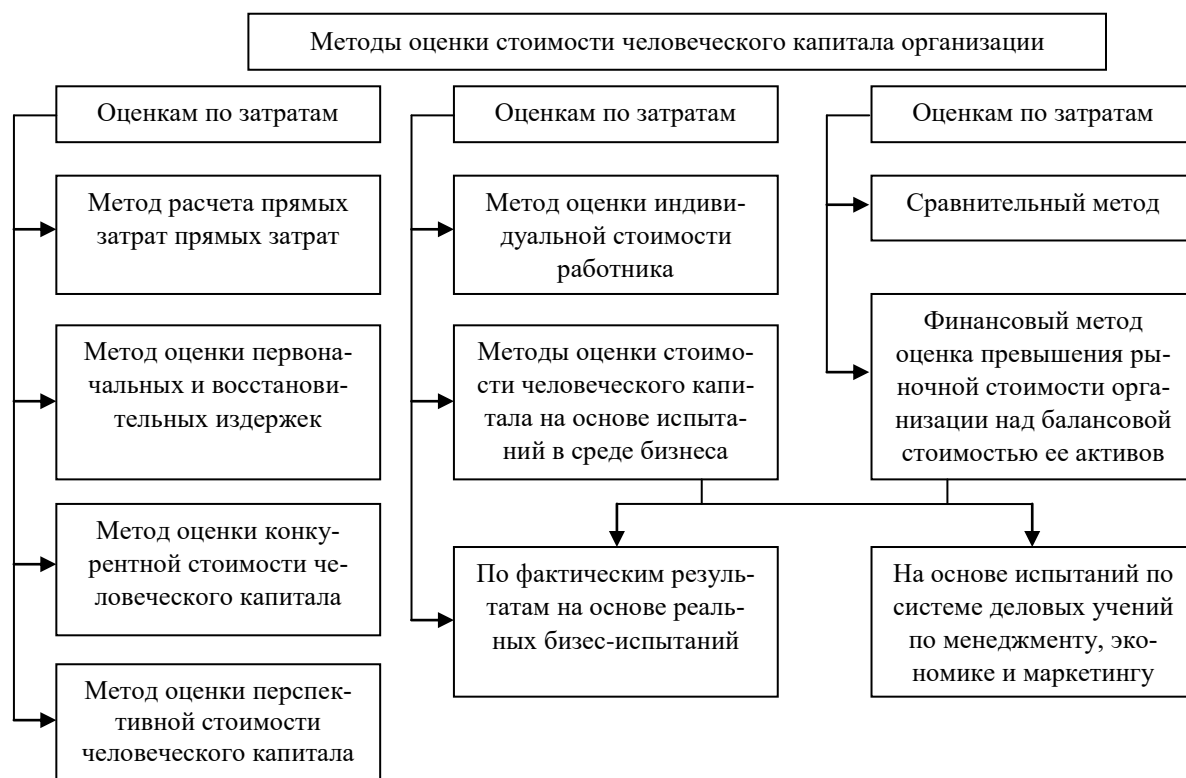 Методы оценки стоимости человеческого капитала организации
Оценкам по затратам
Метод расчета прямых
затрат прямых затрат
Метод оценки первона-
чальных и восстанови-
тельных издержек
Метод оценки конку-
рентной стоимости че-
ловеческого капитала
Метод оценки перспек-
тивной стоимости
человеческого капитала
Оценкам по затратам
Метод оценки индиви-
дуальной стоимости
работника
Методы оценки стоимо-
сти человеческого капи-
тала на основе испыта-
ний в среде бизнеса
По фактическим резуль-
татам на основе реаль-
ных бизес-испытаний
Оценкам по затратам
Сравнительный метод
Финансовый метод
оценка превышения ры-
ночной стоимости орга-
низации над балансовой
стоимостью ее активов
На основе испытаний по
системе деловых учений
по менеджменту, эко-
номике и маркетингу